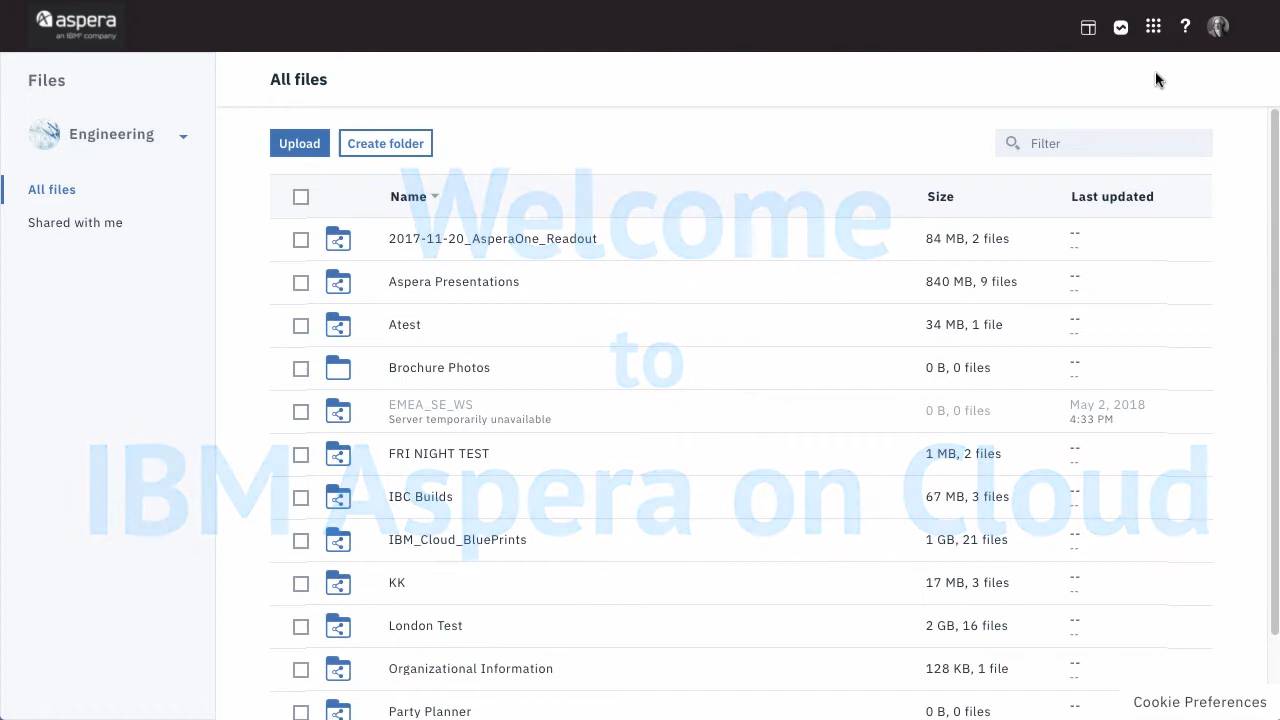 aspera
an IBM® company
?
Files
All files
Engineering
Upload
Create folder
Filter
All files
Shared with me
Name
Size
Last updated
2017-11-20_AsperaOne_Readout
84 MB, 2 files
--
--
Aspera Presentations
840 MB, 9 files
--
--
Atest
34 MB, 1 file
--
--
Brochure Photos
0 B, 0 files
--
--
EMEA_SE_WS
Server temporarily unavailable
0 B, 0 files
May 2, 2018
4:33 PM
FRI NIGHT TEST
1 MB, 2 files
--
--
IBC Builds
67 MB, 3 files
--
--
IBM_Cloud_BluePrints
1 GB, 21 files
--
--
KK
17 MB, 3 files
--
--
London Test
2 GB, 16 files
--
--
Organizational Information
128 KB, 1 file
--
--
Party Planner
0 B, 0 files
--
Welcome
to
IBM Aspera on Cloud
Cookie Preferences